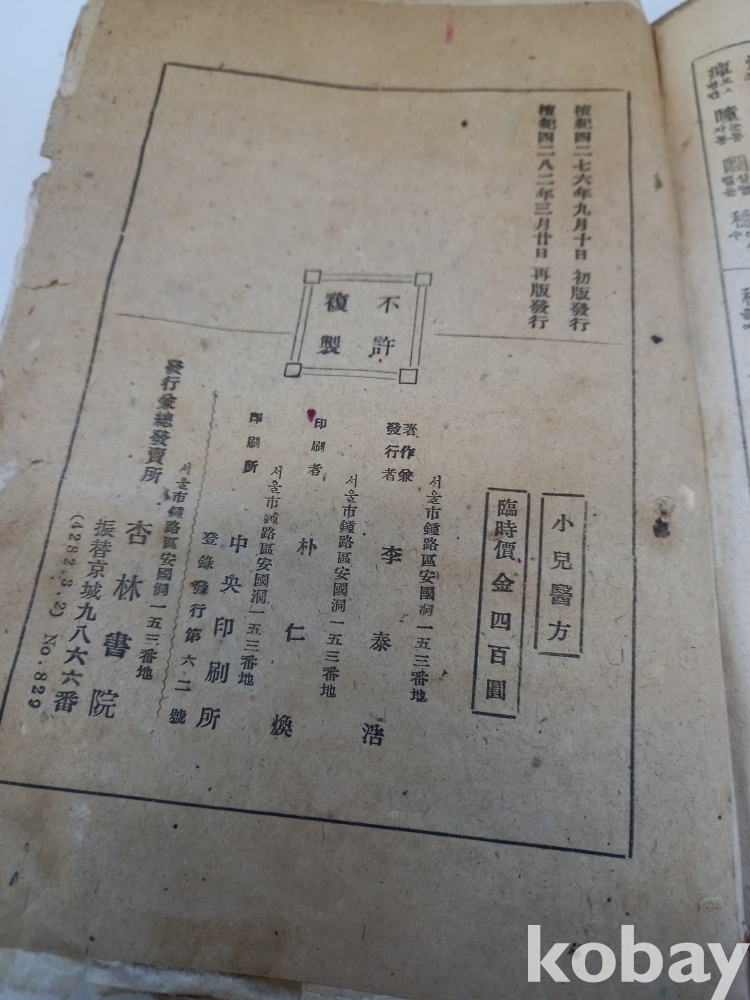 檀紀四二七六年九月十日 初版發行
檀紀四二八二年三月廿日 再版發行
不許
複製
小兒醫方
臨時價 金四百圓
서울市鍾路區安國洞一五三番地
著作兼
發行者 李泰浩
서울市鍾路區安國洞一五三番地
印刷者 朴仁煥
서울市鍾路區安國洞一五三番地
印刷所 中央印刷所
登錄發行第六二號
서울市鍾路區安國洞一五三番地
發行兼總發賣所 杏林書院
振替京城九八六六番
(4282.3.2) No.829
kobay